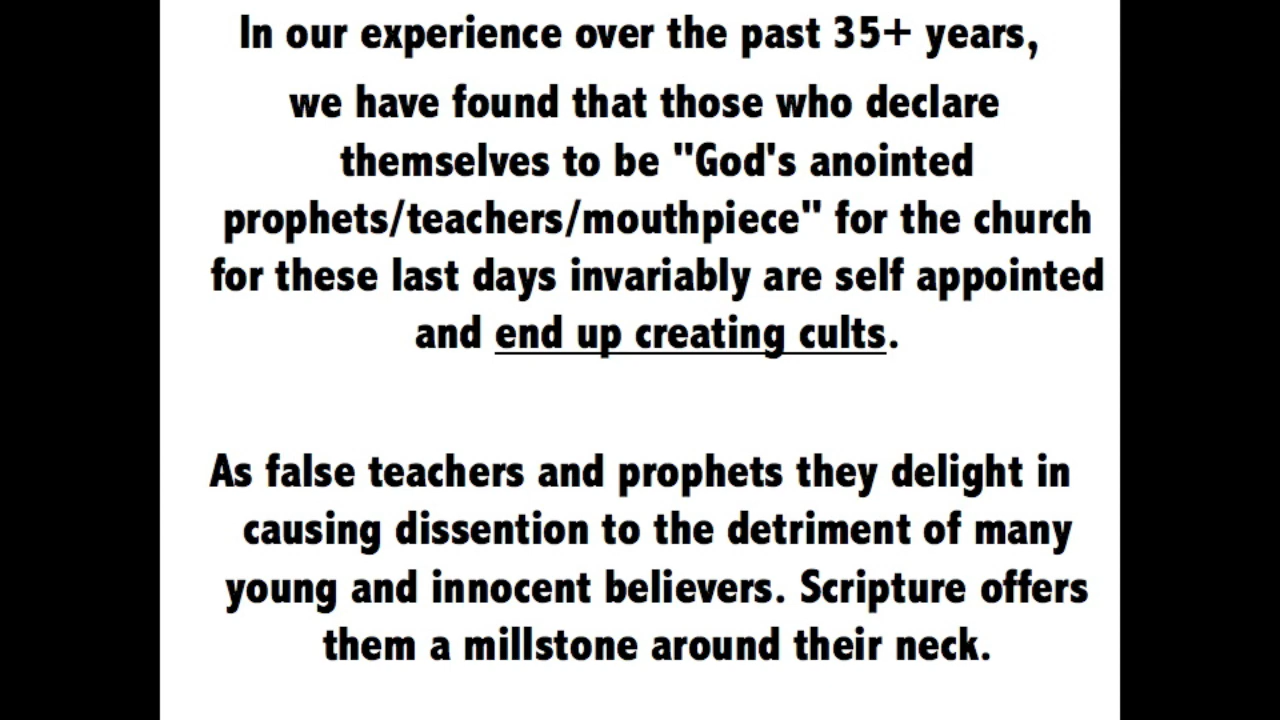 In our experience over the past 35+ years,
we have found that those who declare
themselves to be "God's anointed
prophets/teachers/mouthpiece" for the church
for these last days invariably are self appointed
and end up creating cults.
As false teachers and prophets they delight in
causing dissention to the detriment of many
young and innocent believers. Scripture offers
them a millstone around their neck.